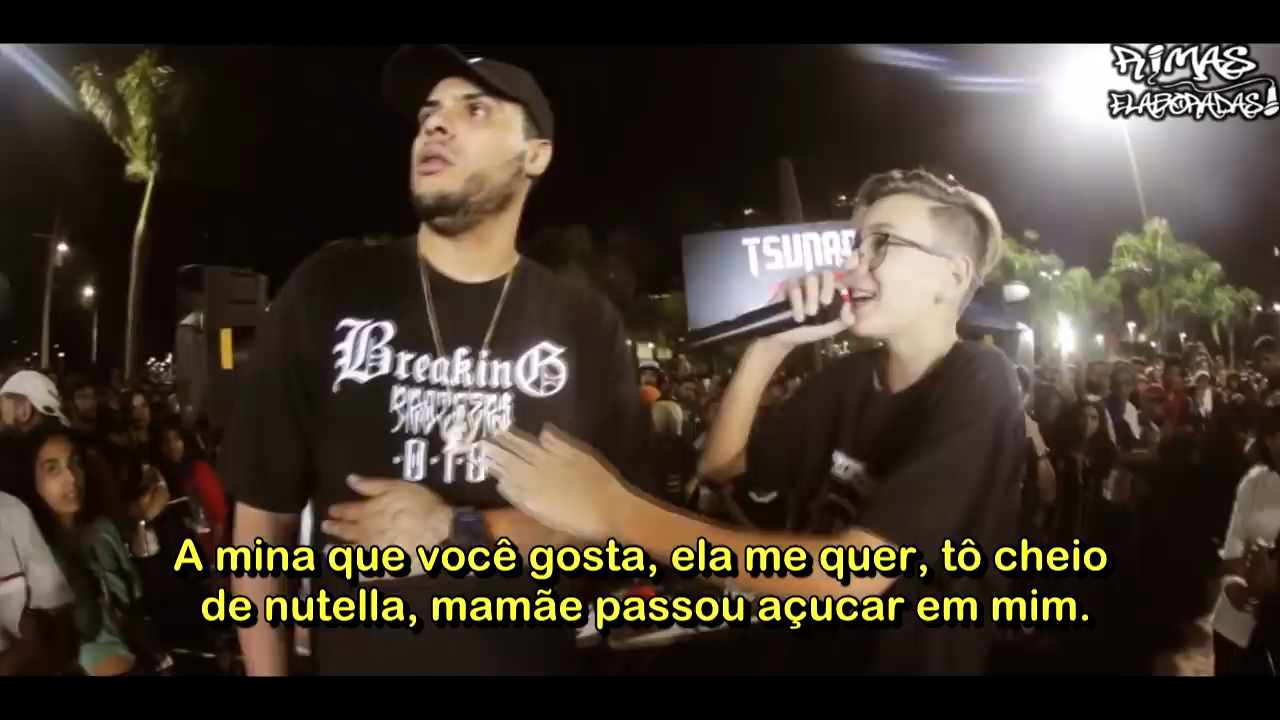 RIMAS
ELABORADAS!
TSUNA
BreakinG
A mina que você gosta, ela me quer, tô cheio
de nutella, mamãe passou açucar em mim.